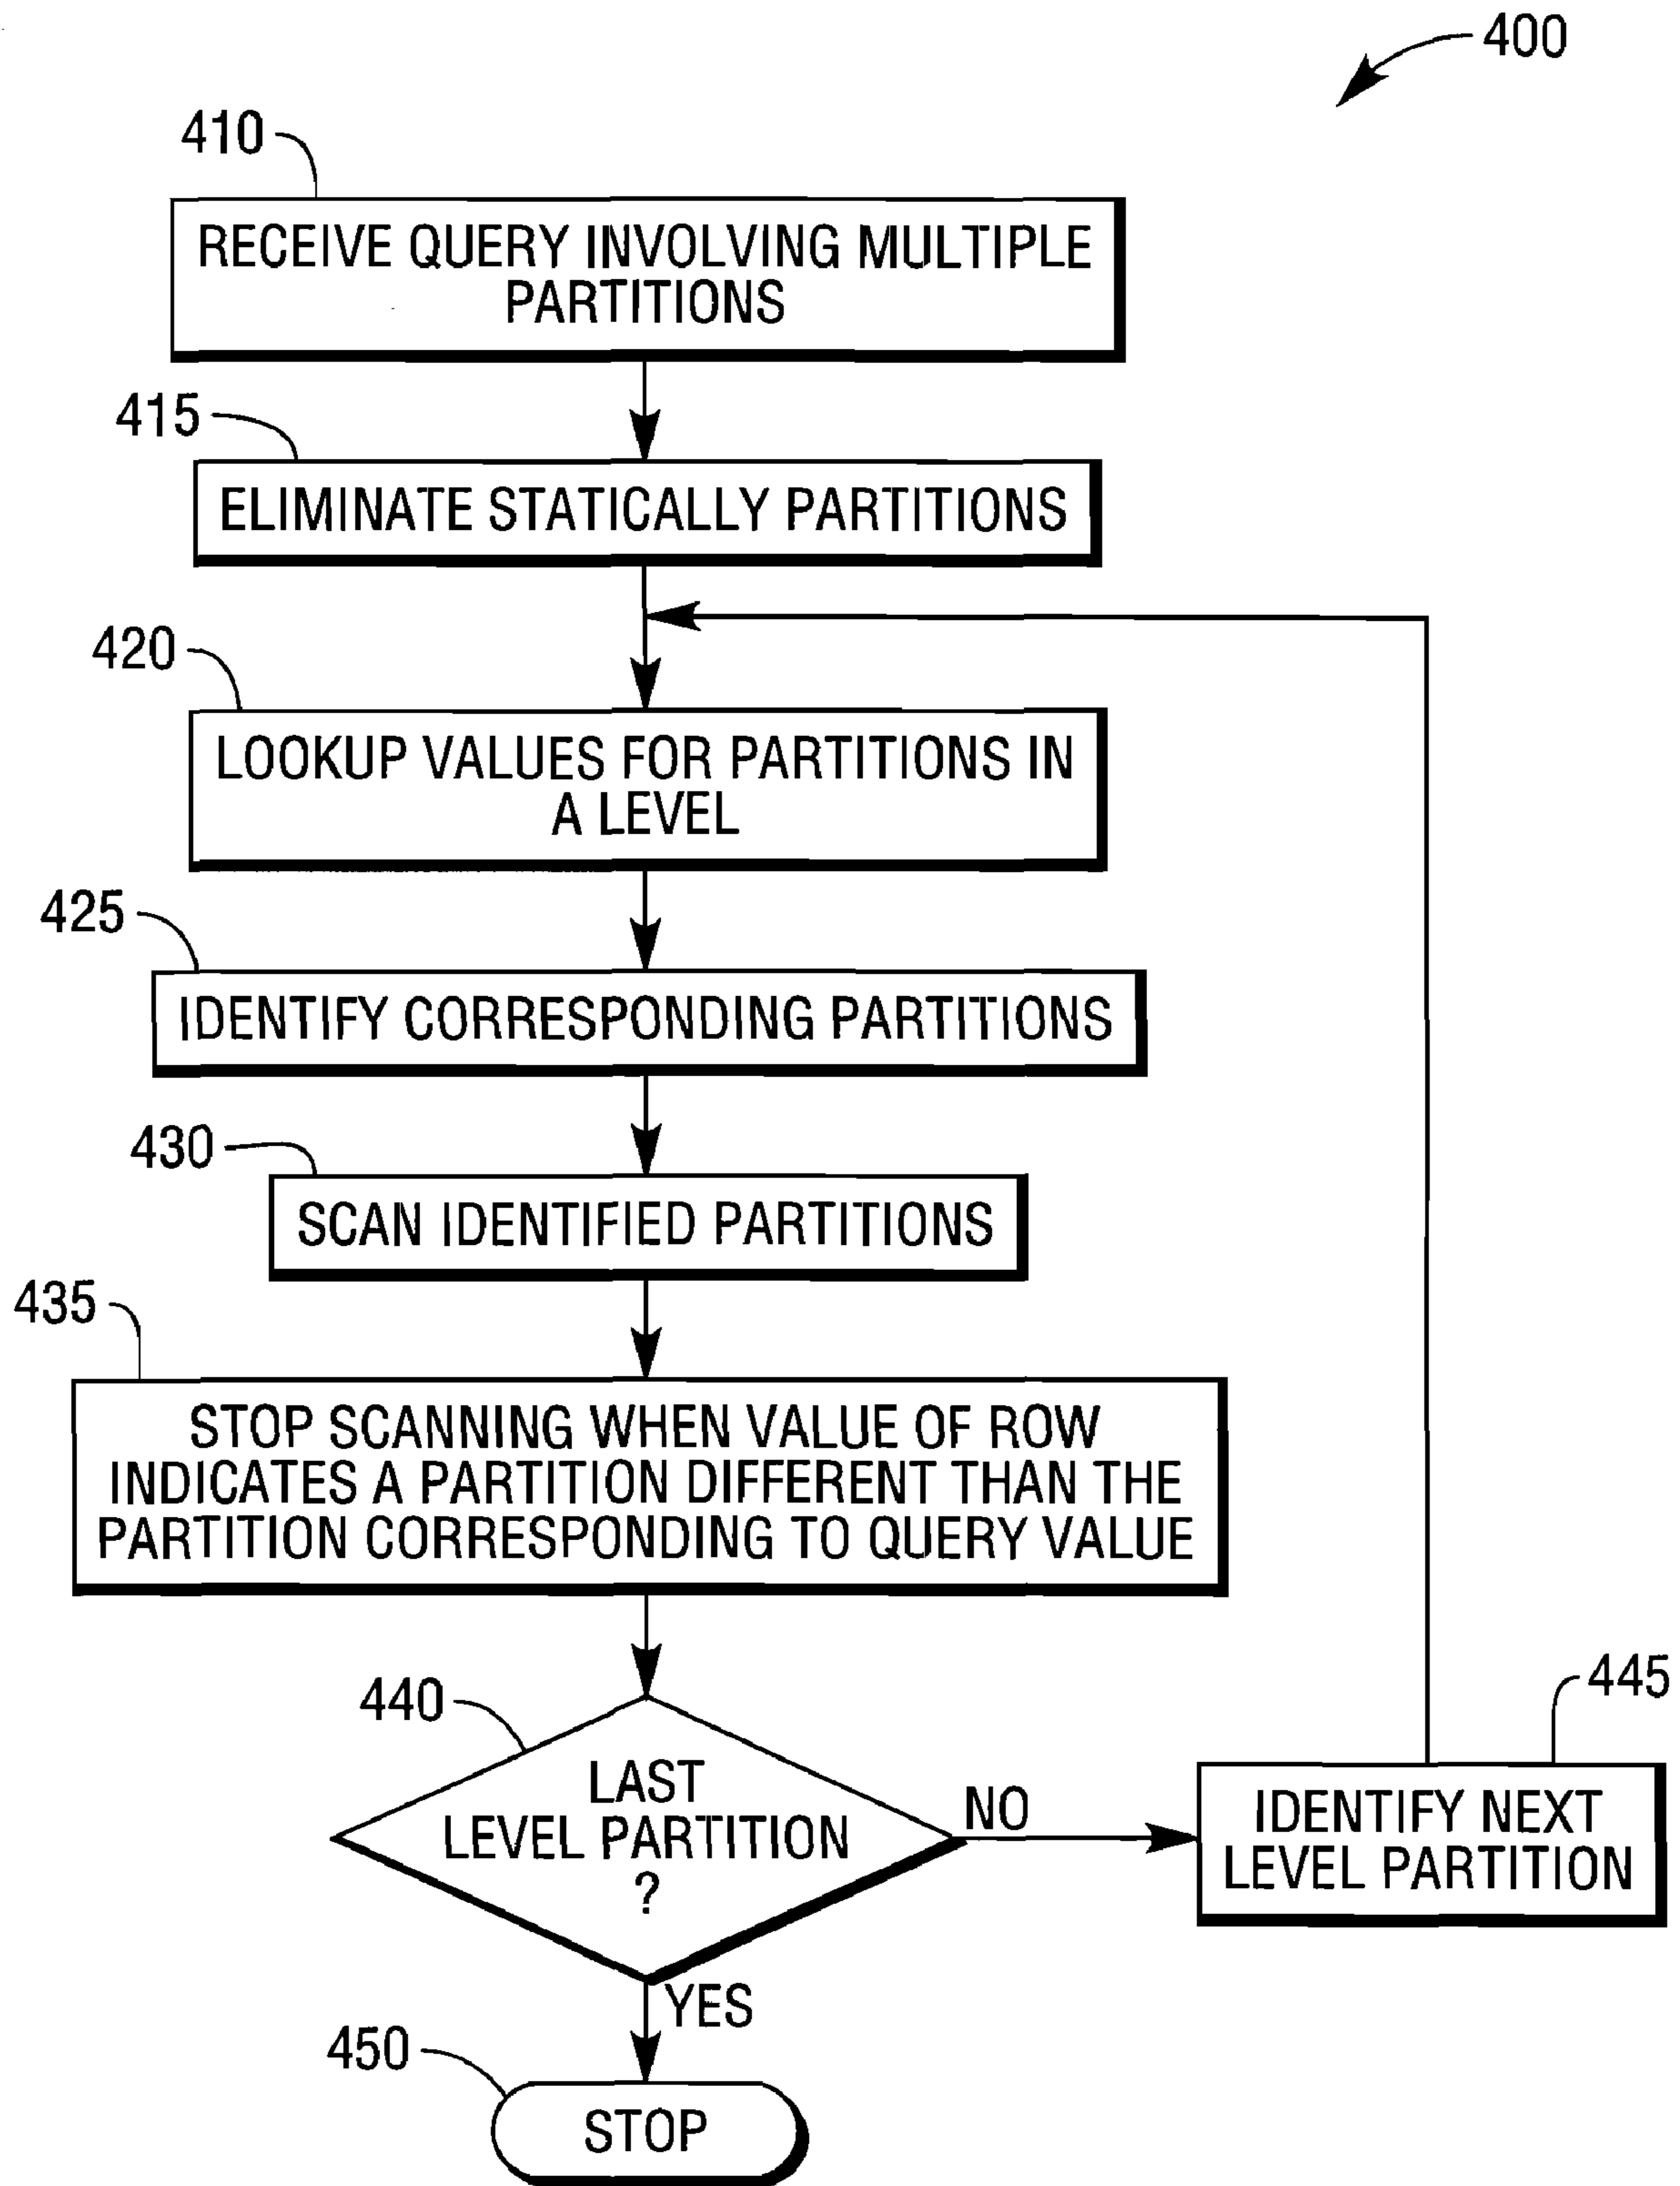 400
410
RECEIVE QUERY INVOLVING MULTIPLE
PARTITIONS
415
ELIMINATE STATICALLY PARTITIONS
420
LOOKUP VALUES FOR PARTITIONS IN
A LEVEL
425
IDENTIFY CORRESPONDING PARTITIONS
430
SCAN IDENTIFIED PARTITIONS
435
STOP SCANNING WHEN VALUE OF ROW
INDICATES A PARTITION DIFFERENT THAN THE
PARTITION CORRESPONDING TO QUERY VALUE
440
LAST
LEVEL PARTITION
?
NO
445
IDENTIFY NEXT
LEVEL PARTITION
YES
450
STOP